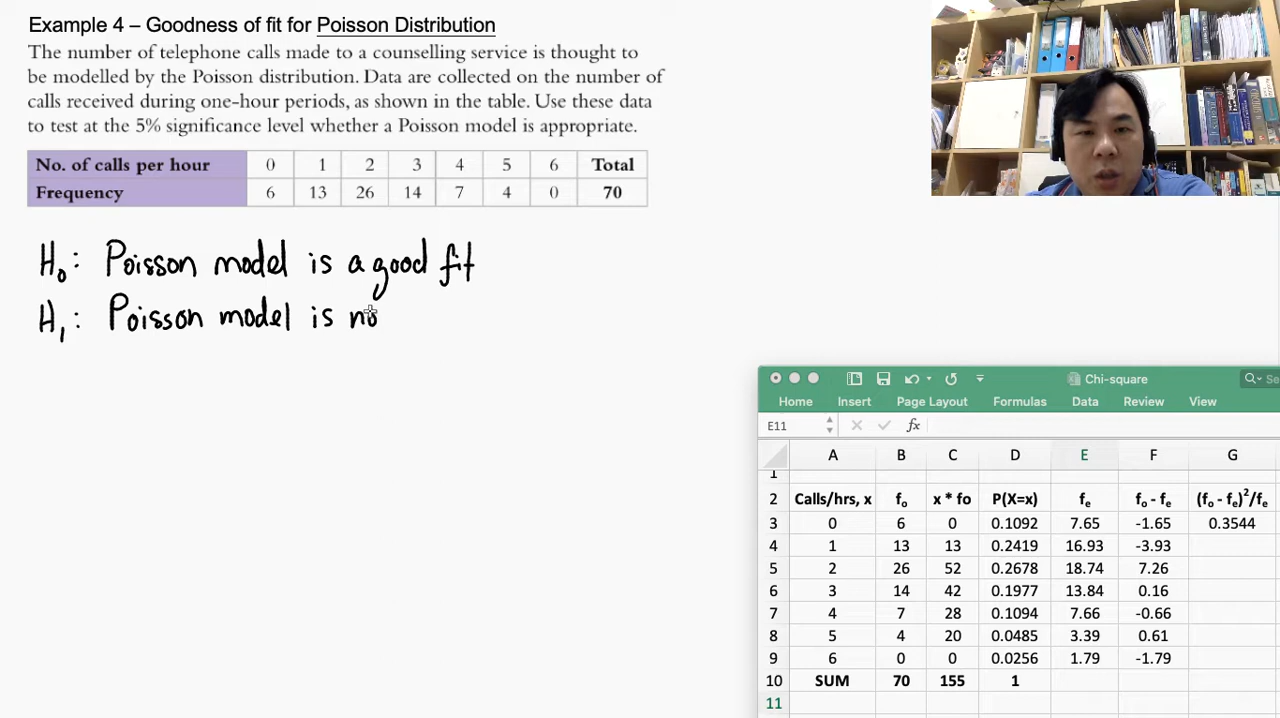 Example 4 – Goodness of fit for Poisson Distribution
The number of telephone calls made to a counselling service is thought to
be modelled by the Poisson distribution. Data are collected on the number of
calls received during one-hour periods, as shown in the table. Use these data
to test at the 5% significance level whether a Poisson model is appropriate.
No. of calls per hour 0 1 2 3 4 5 6 Total
Frequency 6 13 26 14 7 4 0 70
H₀: Poisson model is a good fit
H₁: Poisson model is no
Chi-square
Home Insert Page Layout Formulas Data Review View
E11 fx
A B C D E F G
1
2 Calls/hrs, x fₒ x * fo P(X=x) fₑ fₒ - fₑ (fₒ - fₑ)²/fₑ
3 0 6 0 0.1092 7.65 -1.65 0.3544
4 1 13 13 0.2419 16.93 -3.93
5 2 26 52 0.2678 18.74 7.26
6 3 14 42 0.1977 13.84 0.16
7 4 7 28 0.1094 7.66 -0.66
8 5 4 20 0.0485 3.39 0.61
9 6 0 0 0.0256 1.79 -1.79
10 SUM 70 155 1
11